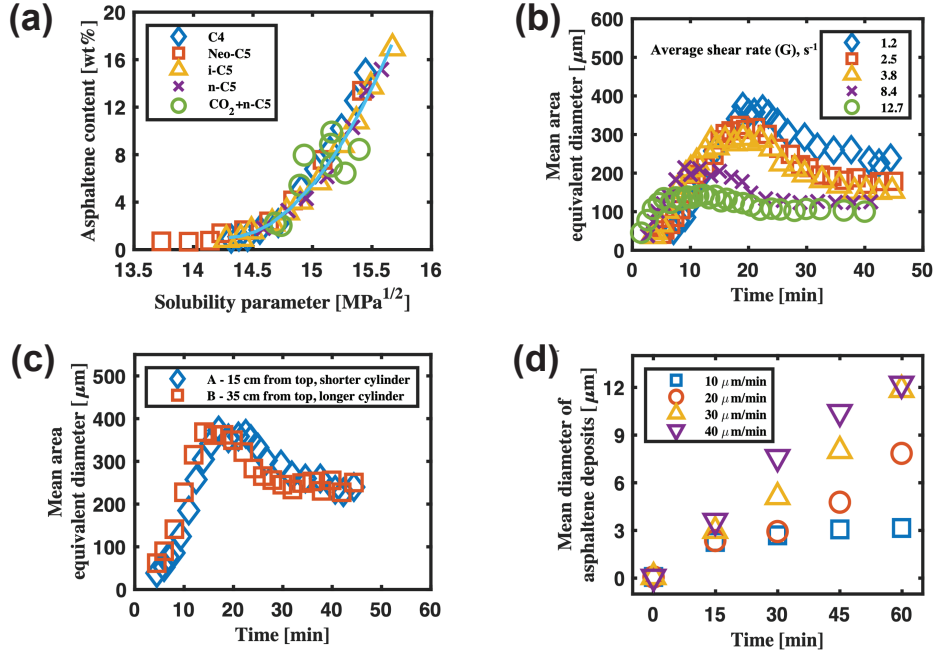 (a)
Asphaltene content [wt%]
20
16
12
8
4
0
C4
Neo-C5
i-C5
n-C5
CO2+n-C5
13.5 14 14.5 15 15.5 16
Solubility parameter [MPa1/2]
(b)
Mean area
equivalent diameter [μm]
600
500
400
300
200
100
0
Average shear rate (G), s-1
1.2
2.5
3.8
8.4
12.7
0 10 20 30 40 50
Time [min]
(c)
Mean area
equivalent diameter [μm]
500
400
300
200
100
0
A - 15 cm from top, shorter cylinder
B - 35 cm from top, longer cylinder
0 10 20 30 40 50 60
Time [min]
(d)
Mean diameter of
asphaltene deposits [μm]
12
9
6
3
0
10 μm/min
20 μm/min
30 μm/min
40 μm/min
0 15 30 45 60
Time [min]